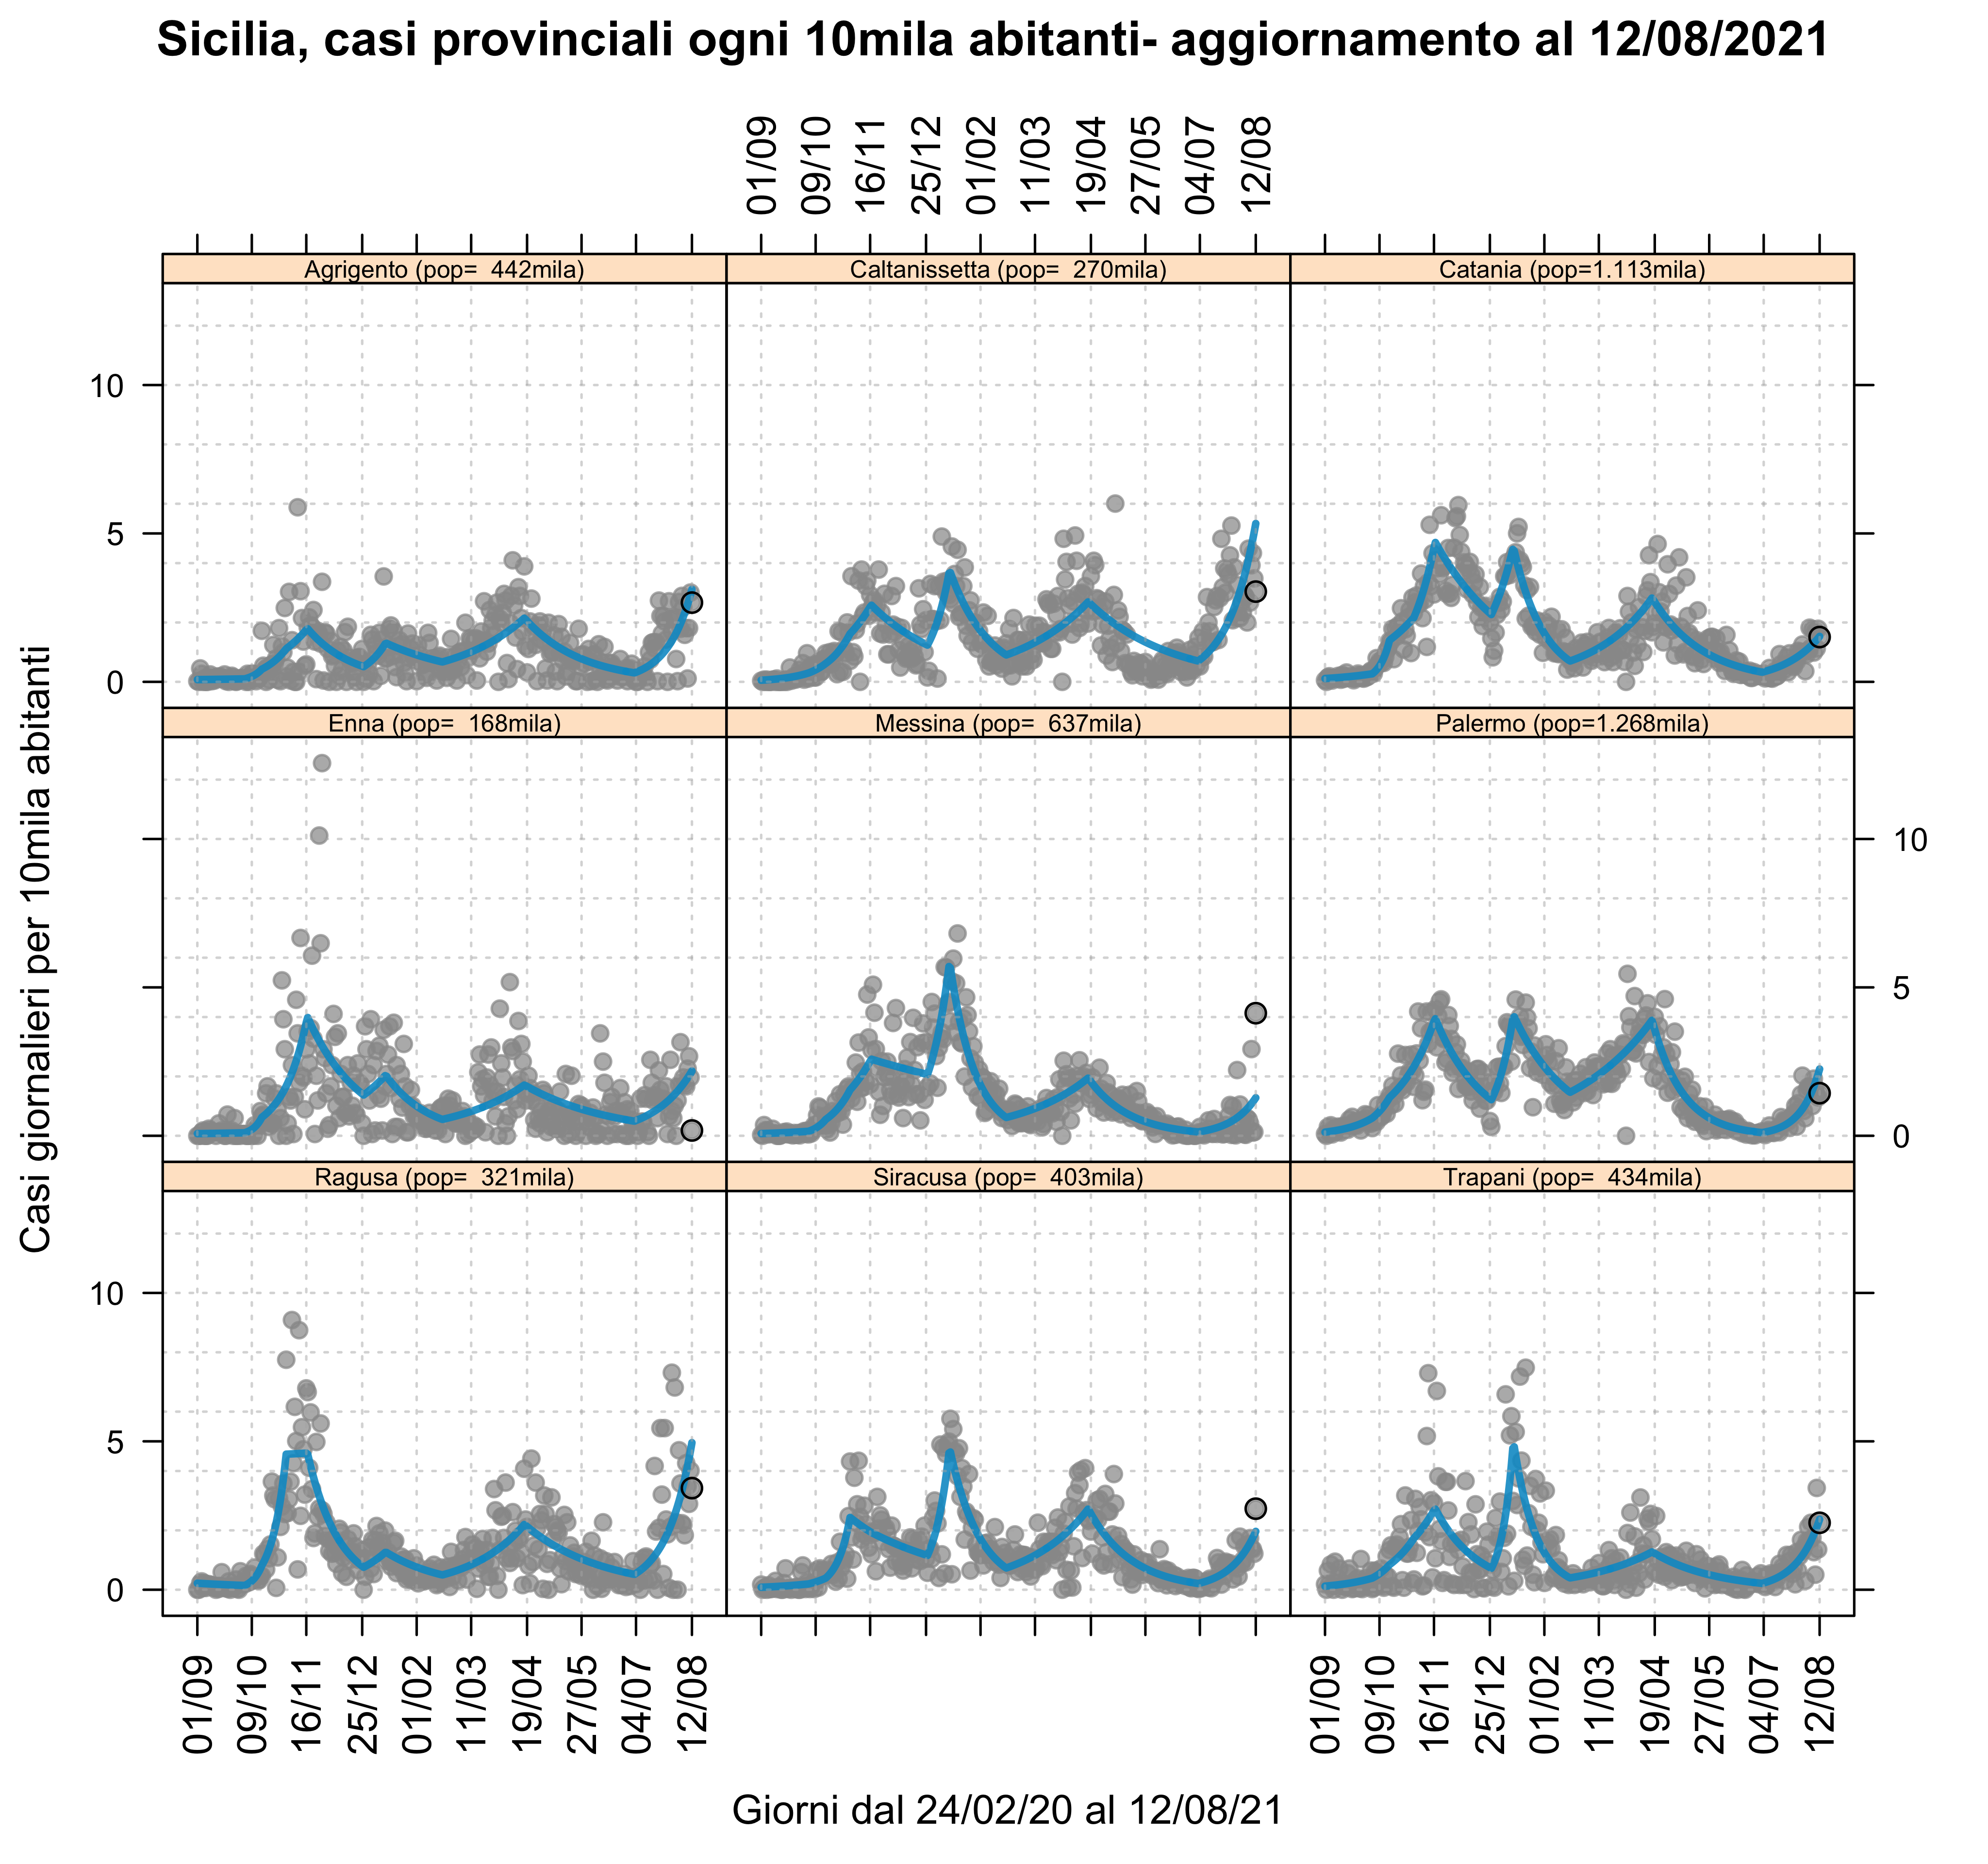 Sicilia, casi provinciali ogni 10mila abitanti- aggiornamento al 12/08/2021
01/09 09/10 16/11 25/12 01/02 11/03 19/04 27/05 04/07 12/08
Agrigento (pop=  442mila)
Caltanissetta (pop=  270mila)
Catania (pop=1.113mila)
10
5
0
Enna (pop=  168mila)
Messina (pop=  637mila)
Palermo (pop=1.268mila)
10
5
0
Ragusa (pop=  321mila)
Siracusa (pop=  403mila)
Trapani (pop=  434mila)
10
5
0
Casi giornalieri per 10mila abitanti
01/09 09/10 16/11 25/12 01/02 11/03 19/04 27/05 04/07 12/08
01/09 09/10 16/11 25/12 01/02 11/03 19/04 27/05 04/07 12/08
Giorni dal 24/02/20 al 12/08/21